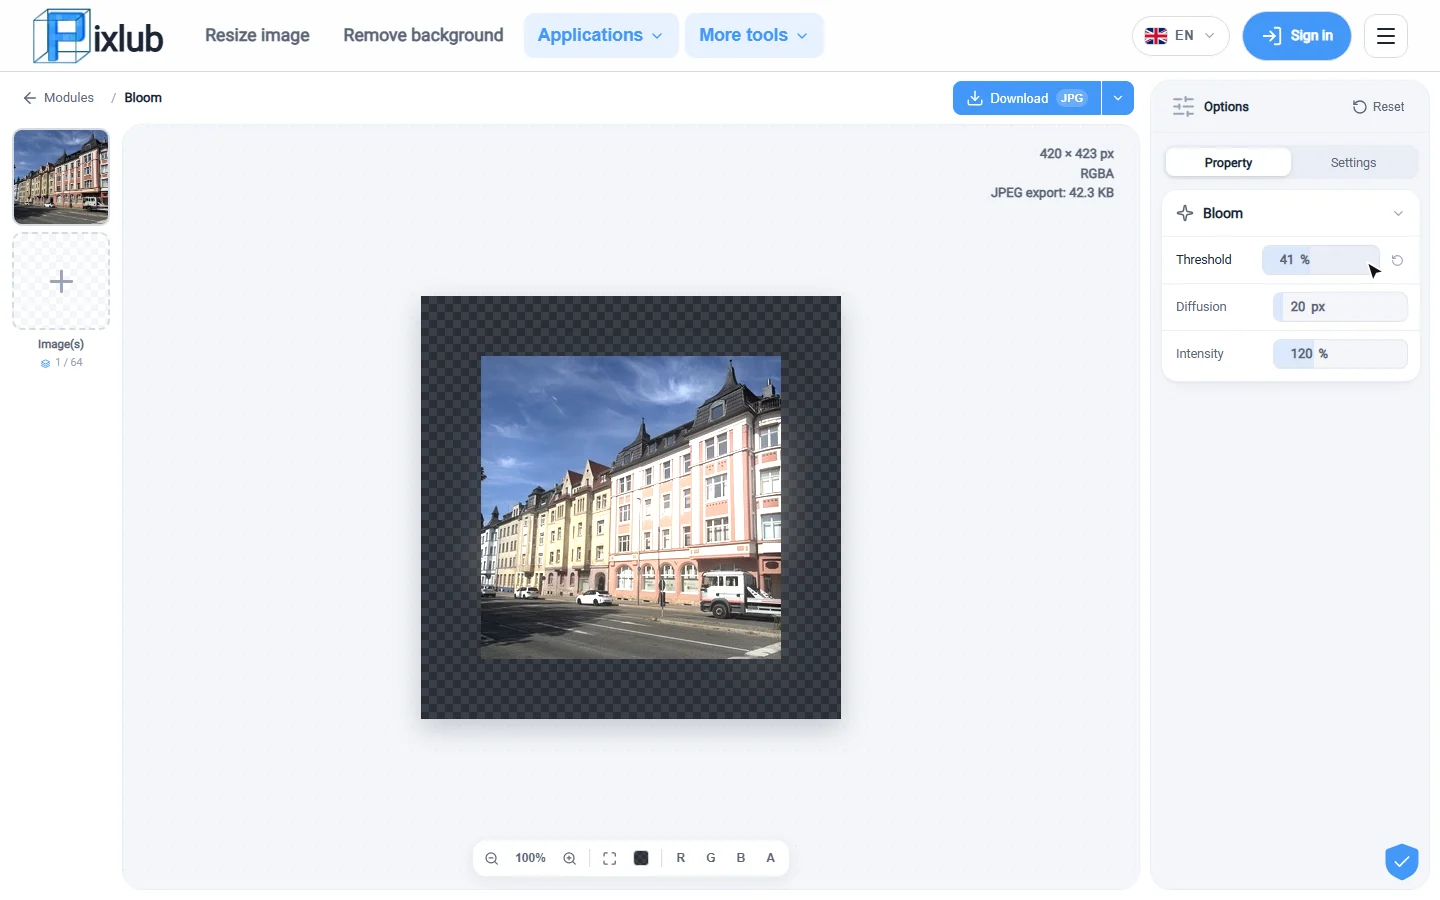 Pixlub
Resize image
Remove background
Applications
More tools
EN
Sign in
Modules / Bloom
Download JPG
Options
Reset
420 × 423 px
RGBA
JPEG export: 42.3 KB
Property
Settings
Bloom
Threshold 41 %
Diffusion 20 px
Intensity 120 %
Image(s)
1 / 64
100%
R G B A